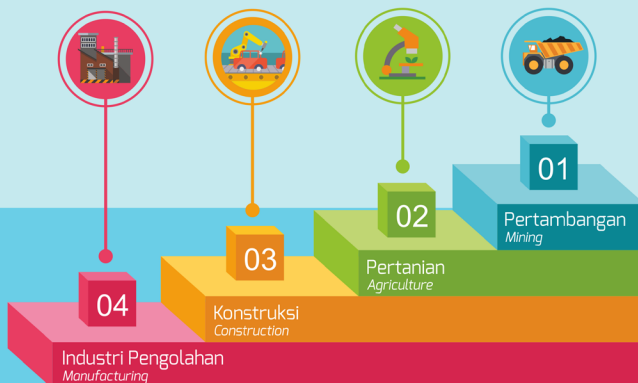 01
Pertambangan
Mining
02
Pertanian
Agriculture
03
Konstruksi
Construction
04
Industri Pengolahan
Manufacturing